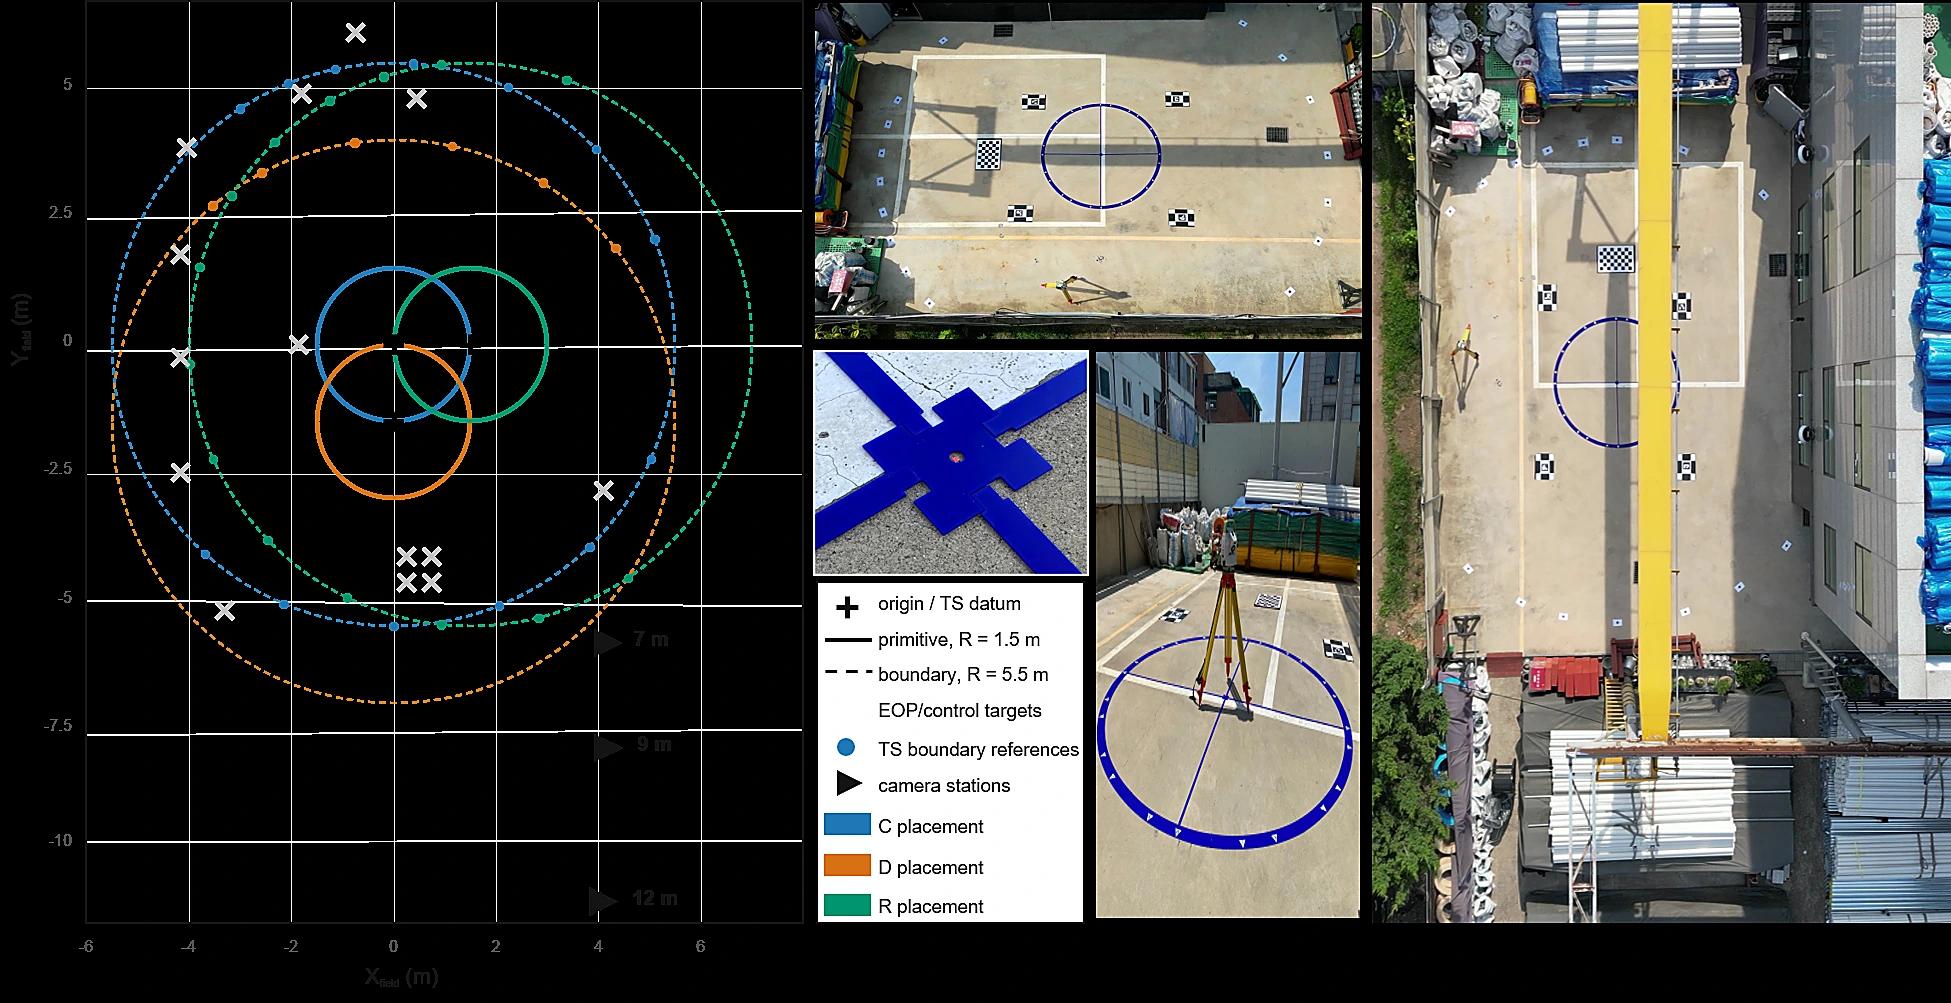 5
2.5
0
-2.5
-5
-7.5
-10
Y field (m)
-6 -4 -2 0 2 4 6
X field (m)
7 m
9 m
12 m
origin / TS datum
primitive, R = 1.5 m
boundary, R = 5.5 m
EOP/control targets
TS boundary references
camera stations
C placement
D placement
R placement